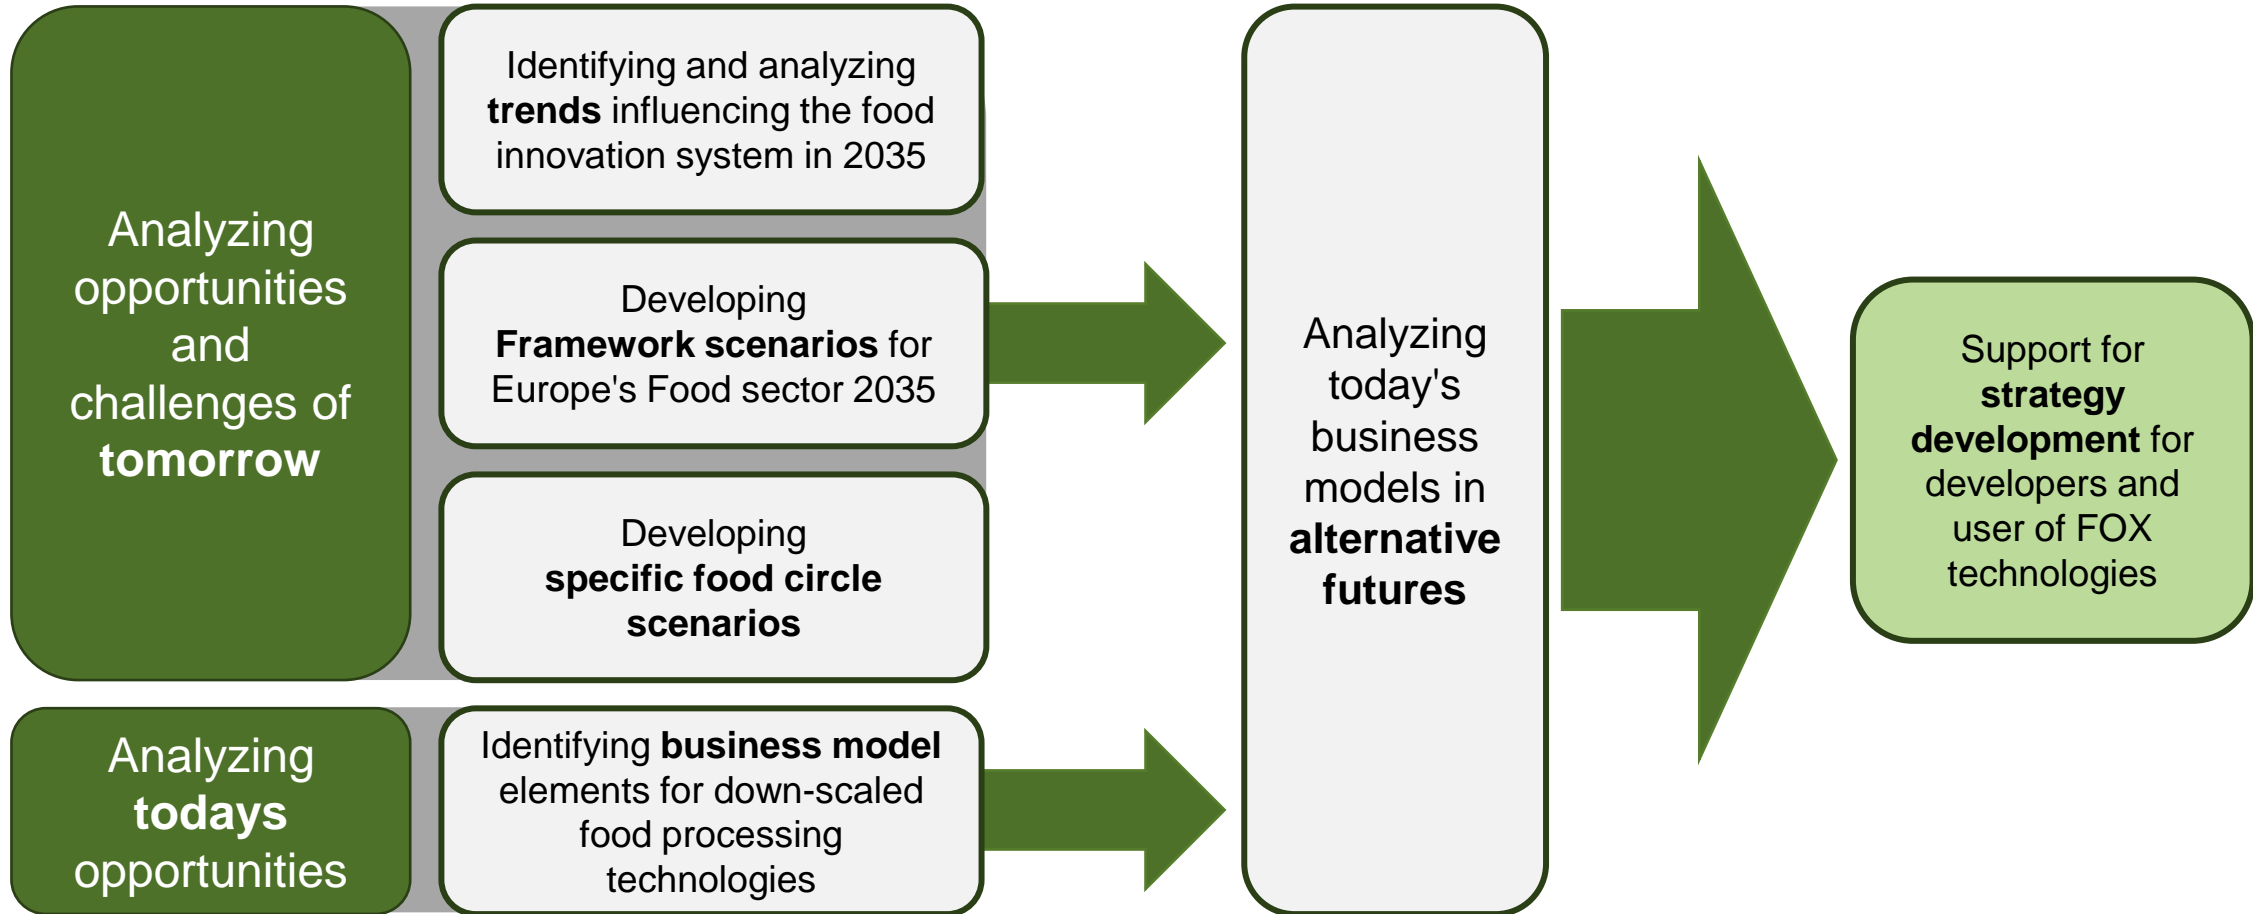 Analyzing
opportunities
and
challenges of
tomorrow
Identifying and analyzing
trends influencing the food
innovation system in 2035
Developing
Framework scenarios for
Europe's Food sector 2035
Developing
specific food circle
scenarios
Analyzing
todays
opportunities
Identifying business model
elements for down-scaled
food processing
technologies
Analyzing
today's
business
models in
alternative
futures
Support for
strategy
development for
developers and
user of FOX
technologies